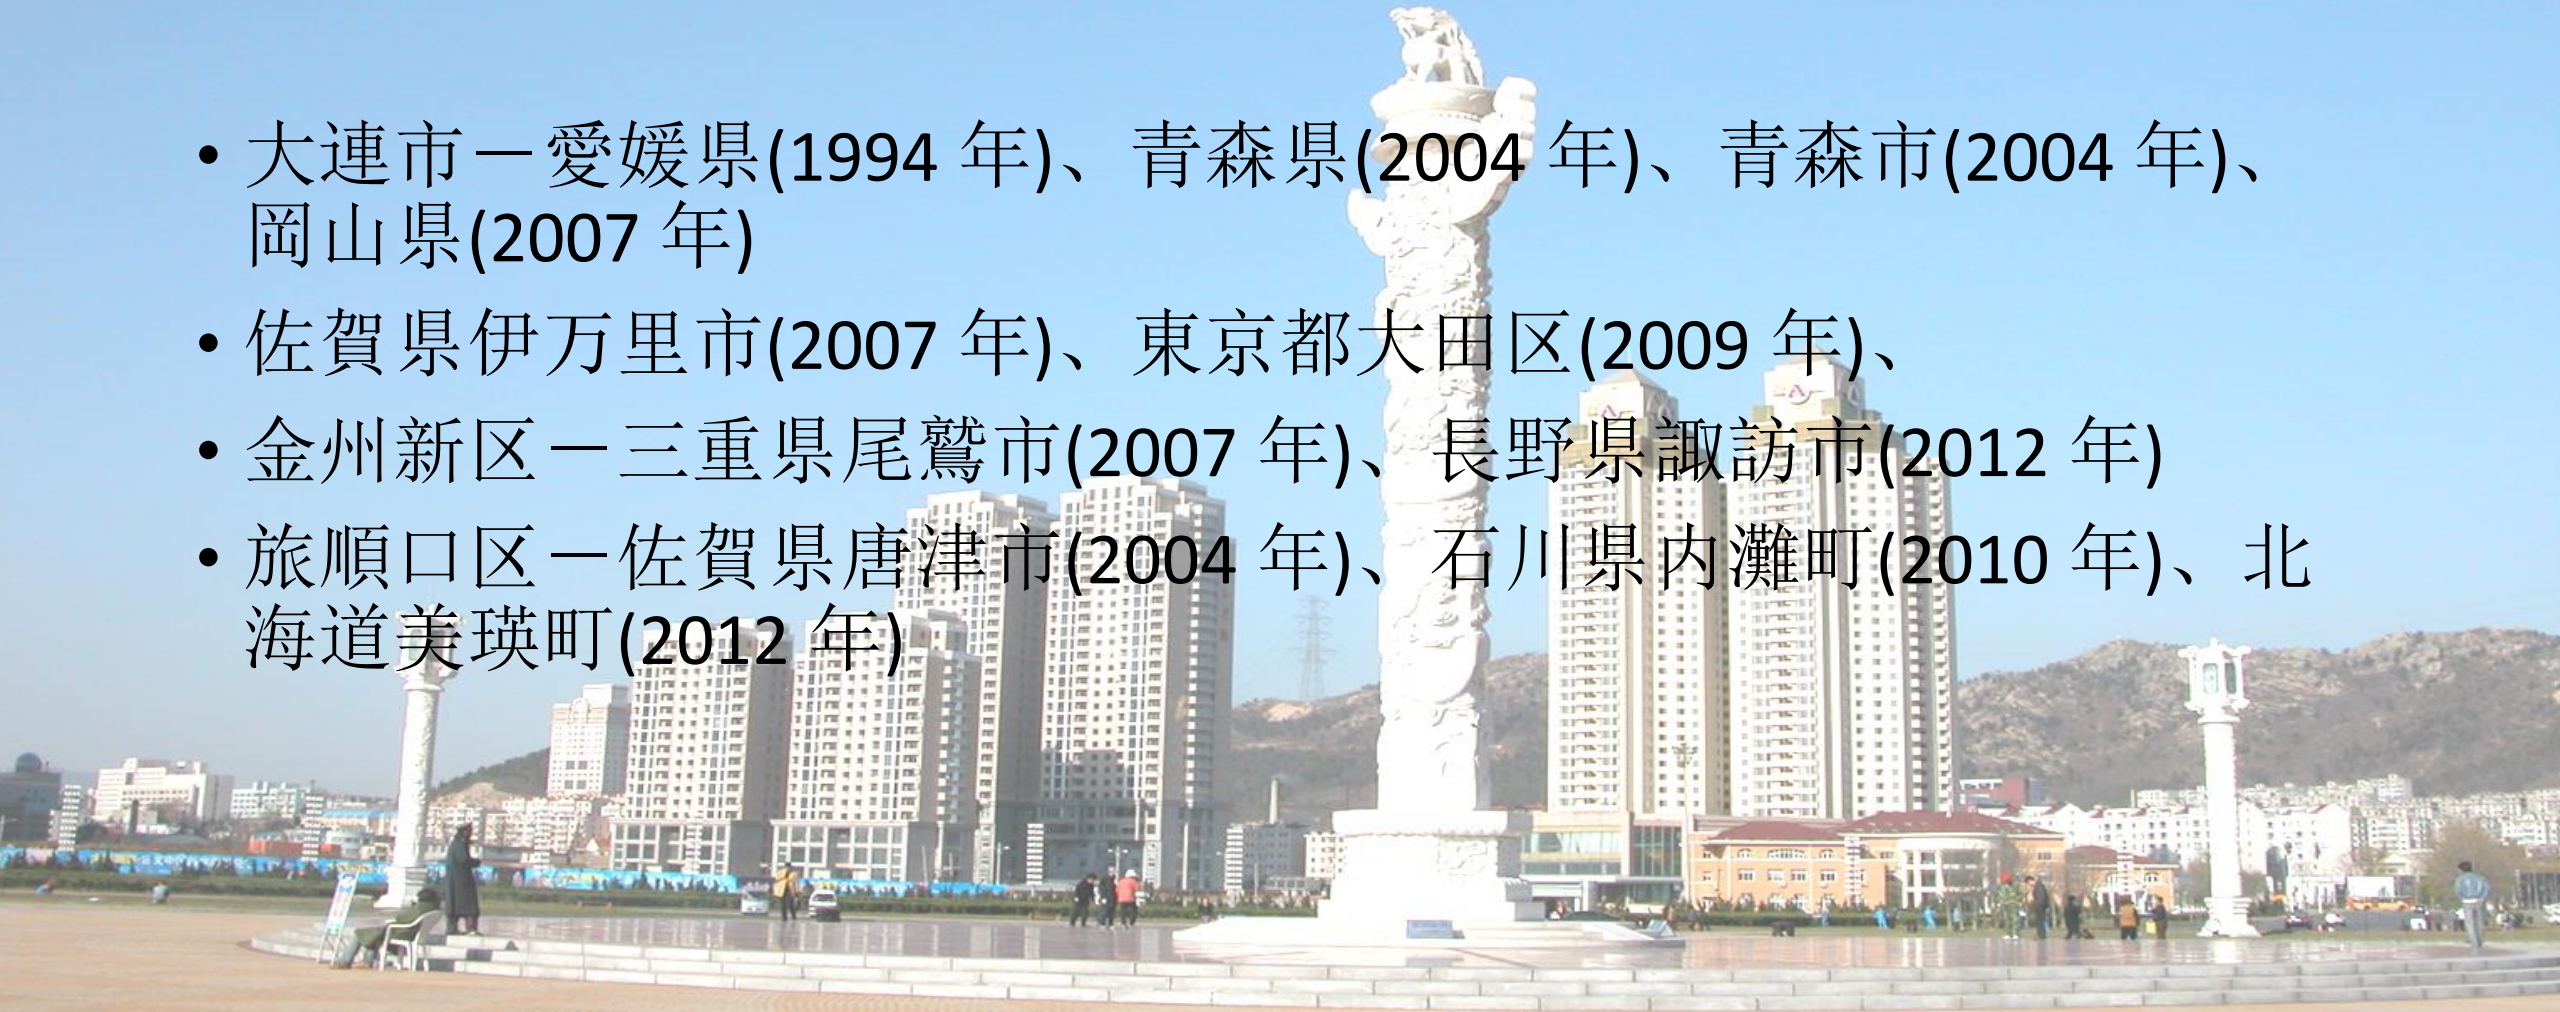 • 大連市－愛媛県(1994 年)、青森県(2004 年)、青森市(2004 年)、
岡山県(2007 年)
• 佐賀県伊万里市(2007 年)、東京都大田区(2009 年)、
• 金州新区－三重県尾鷲市(2007 年)、長野県諏訪市(2012 年)
• 旅順口区－佐賀県唐津市(2004 年)、石川県内灘町(2010 年)、北
海道美瑛町(2012 年)